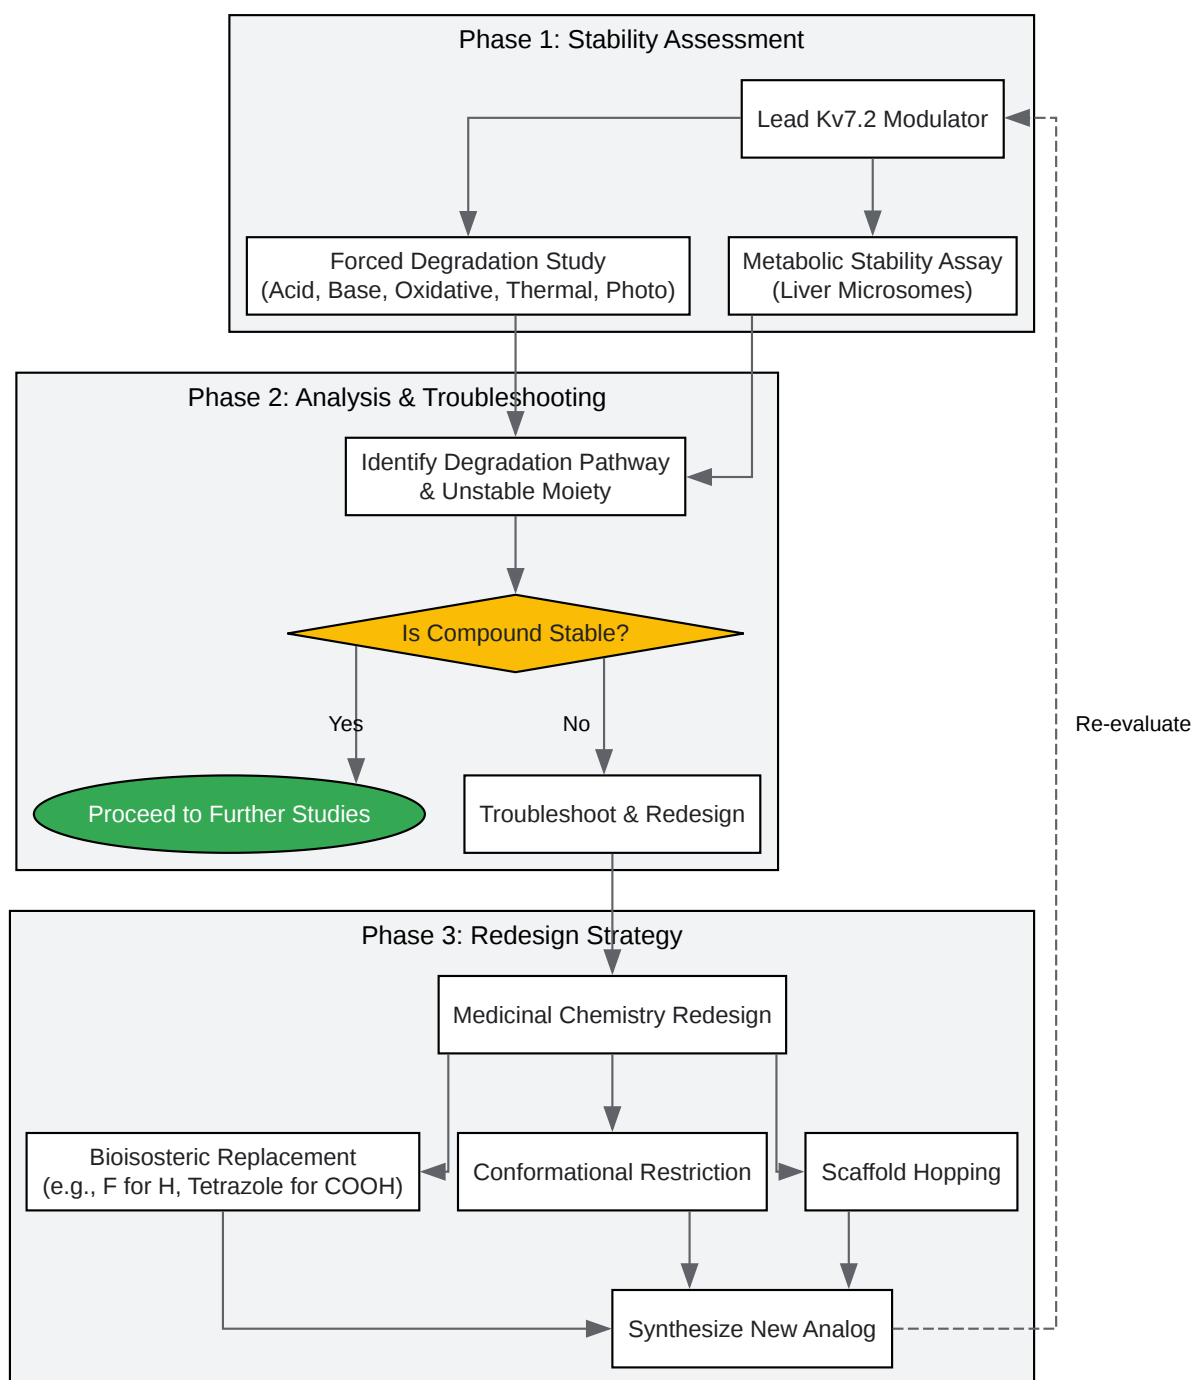 Phase 1: Stability Assessment
Lead Kv7.2 Modulator
Forced Degradation Study
(Acid, Base, Oxidative, Thermal, Photo)
Metabolic Stability Assay
(Liver Microsomes)
Phase 2: Analysis & Troubleshooting
Identify Degradation Pathway
& Unstable Moiety
Is Compound Stable?
Yes
No
Re-evaluate
Proceed to Further Studies
Troubleshoot & Redesign
Phase 3: Redesign Strategy
Medicinal Chemistry Redesign
Bioisosteric Replacement
(e.g., F for H, Tetrazole for COOH)
Conformational Restriction
Scaffold Hopping
Synthesize New Analog